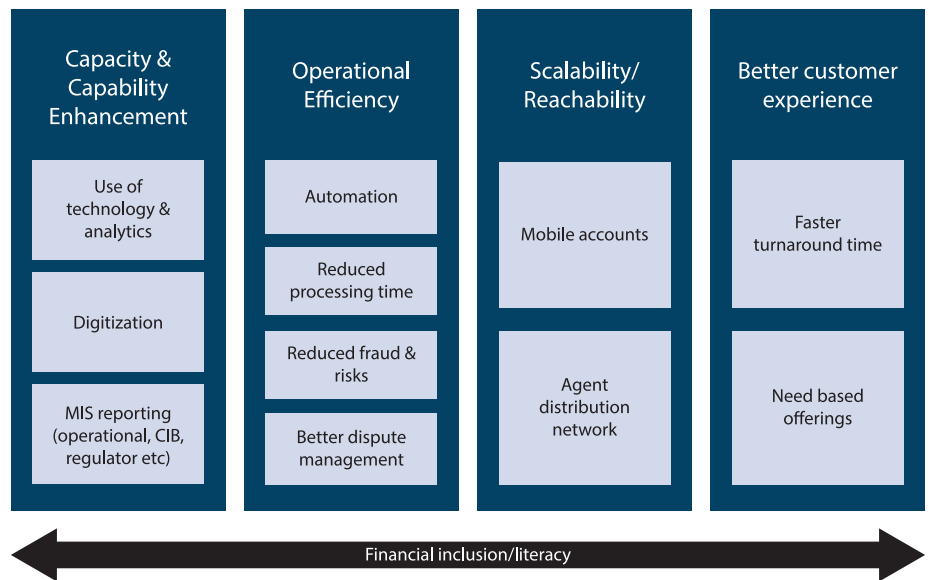 Capacity &
Capability
Enhancement
Use of
technology &
analytics
Digitization
MIS reporting
(operational, CIB,
regulator etc)
Operational
Efficiency
Automation
Reduced
processing time
Reduced fraud &
risks
Better dispute
management
Scalability/
Reachability
Mobile accounts
Agent
distribution
network
Better customer
experience
Faster
turnaround time
Need based
offerings
Financial inclusion/literacy